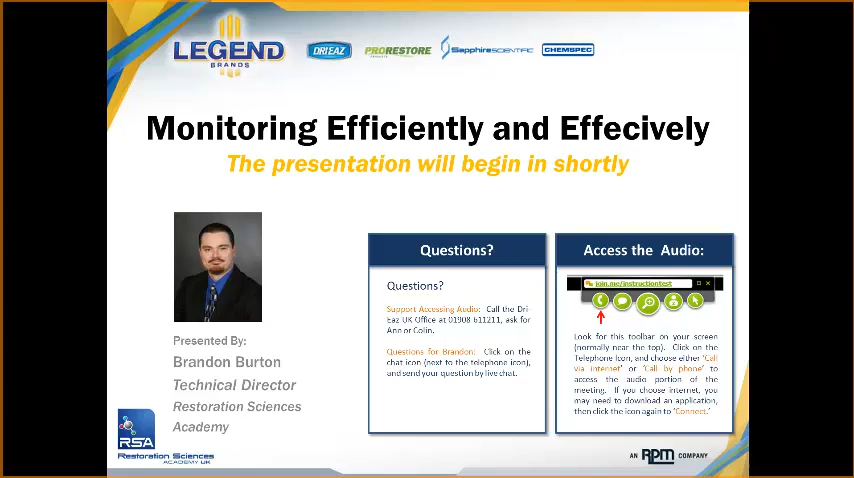 LEGEND
BRANDS
DRIEAZ
PRORESTORE
PRODUCTS
SAPPHIRESCIENTIFIC
CHEMSPEC
Monitoring Efficiently and Effecively
The presentation will begin in shortly
Presented By:
Brandon Burton
Technical Director
Restoration Sciences
Academy
Questions?
Questions?
Support Accessing Audio: Call the Dri-
Eaz UK Office at 01908 611211, ask for
Ann or Colin.
Questions for Brandon: Click on the
chat icon (next to the telephone icon),
and send your question by live chat.
Access the Audio:
join.me/instructiontest
Look for this toolbar on your screen
(normally near the top). Click on the
Telephone Icon, and choose either 'Call
via internet' or 'Call by phone' to
access the audio portion of the
meeting. If you choose internet, you
may need to download an application,
then click the icon again to 'Connect.'
RSA
Restoration Sciences
ACADEMY UK
AN RPM COMPANY